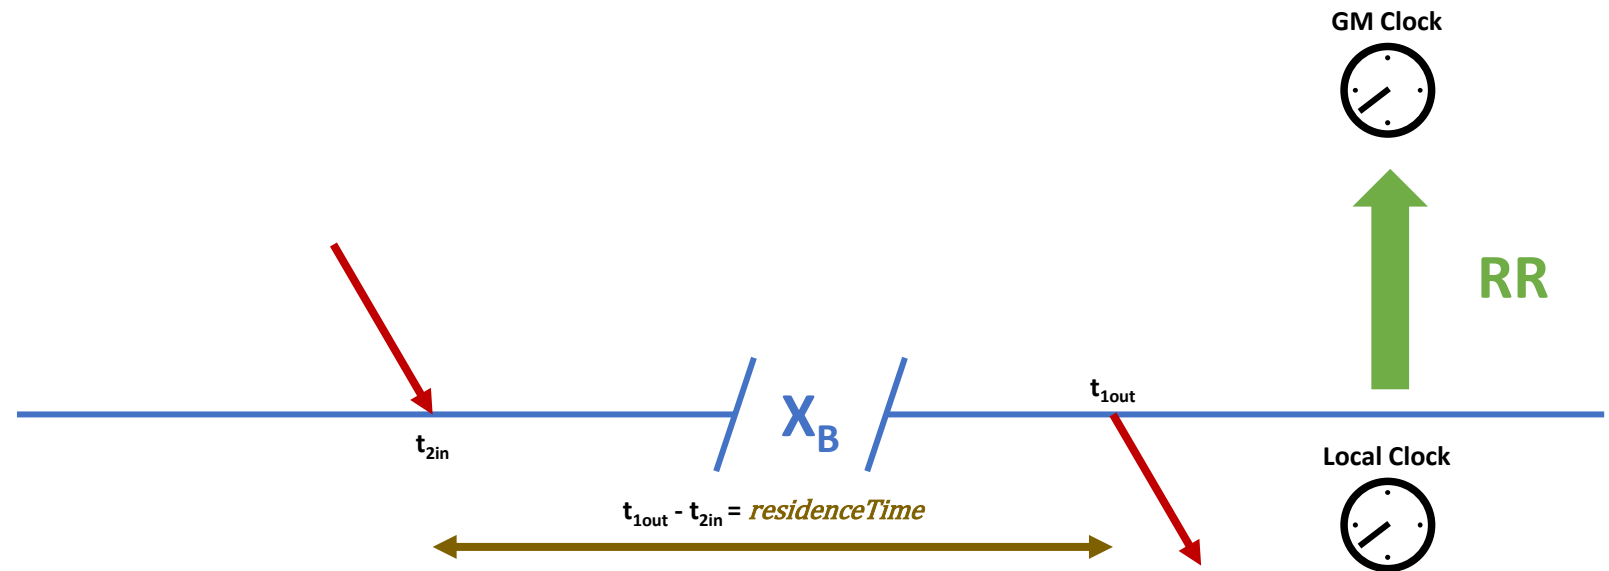 GM Clock
RR
t1out
XB
t2in
Local Clock
t1out - t2in = residenceTime